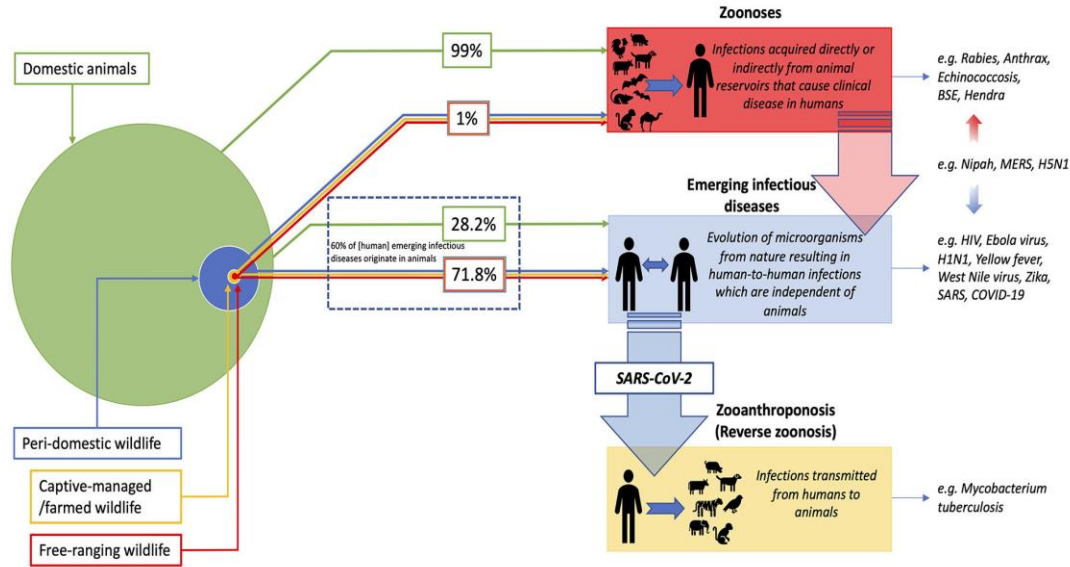 Zoonoses
Domestic animals
99%
Infections acquired directly or
indirectly from animal
reservoirs that cause clinical
disease in humans
e.g. Rabies, Anthrax,
Echinococcosis,
BSE, Hendra
1%
e.g. Nipah, MERS, H5N1
Emerging infectious
diseases
28.2%
60% of [human] emerging infectious
diseases originate in animals
71.8%
Evolution of microorganisms
from nature resulting in
human-to-human infections
which are independent of
animals
e.g. HIV, Ebola virus,
H1N1, Yellow fever,
West Nile virus, Zika,
SARS, COVID-19
SARS-CoV-2
Zooanthroponosis
(Reverse zoonosis)
Peri-domestic wildlife
Captive-managed
/farmed wildlife
Free-ranging wildlife
Infections transmitted
from humans to
animals
e.g. Mycobacterium
tuberculosis